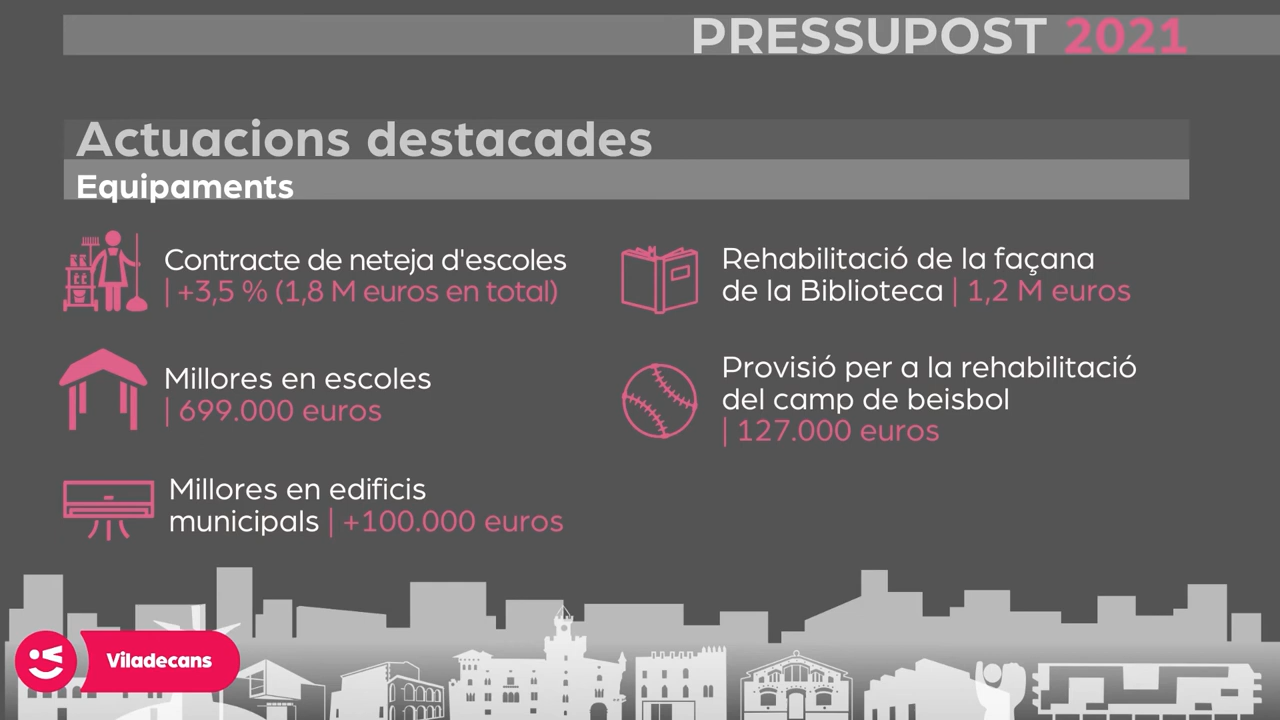 PRESSUPOST 2021
Actuacions destacades
Equipaments
Contracte de neteja d'escoles
| +3,5 % (1,8 M euros en total)
Millores en escoles
| 699.000 euros
Millores en edificis
municipals | +100.000 euros
Rehabilitació de la façana
de la Biblioteca | 1,2 M euros
Provisió per a la rehabilitació
del camp de beisbol
| 127.000 euros
Viladecans